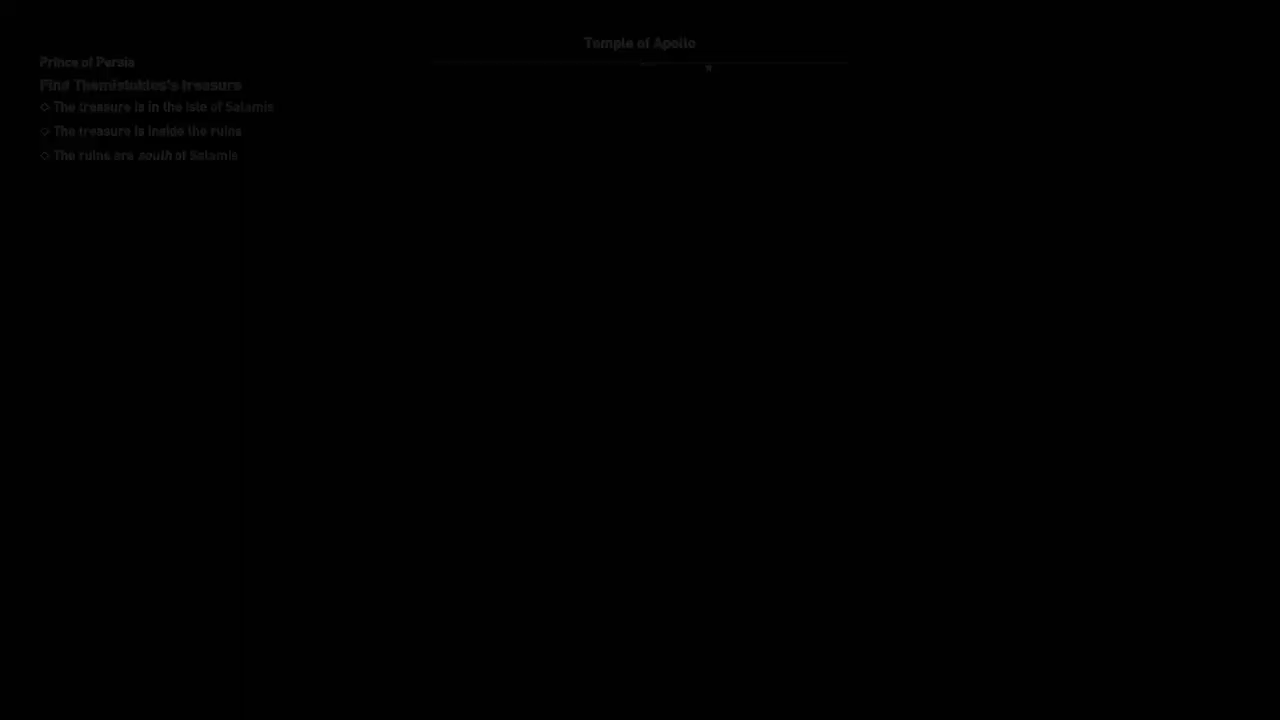 Temple of Apollo
Prince of Persia
Find Themistokles's treasure
The treasure is in the Isle of Salamis
The treasure is inside the ruins
The ruins are south of Salamis